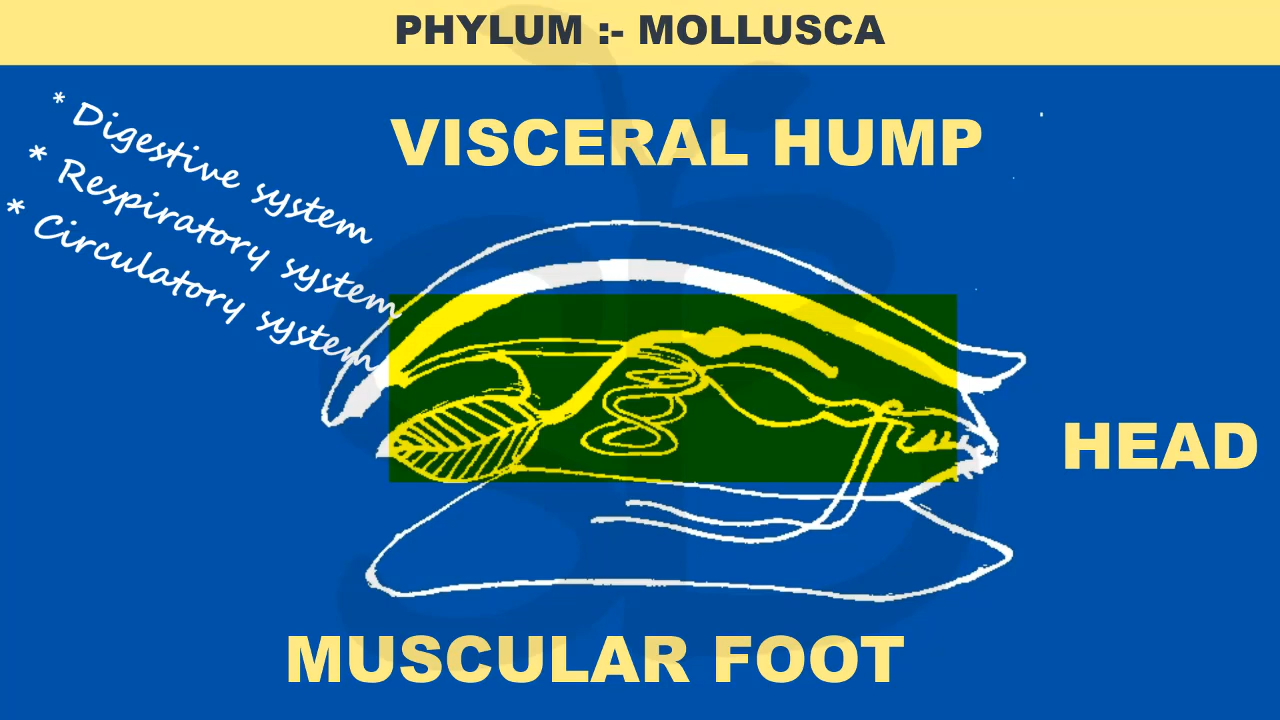 PHYLUM :- MOLLUSCA
VISCERAL HUMP
* Digestive system
* Respiratory system
* Circulatory system
HEAD
MUSCULAR FOOT